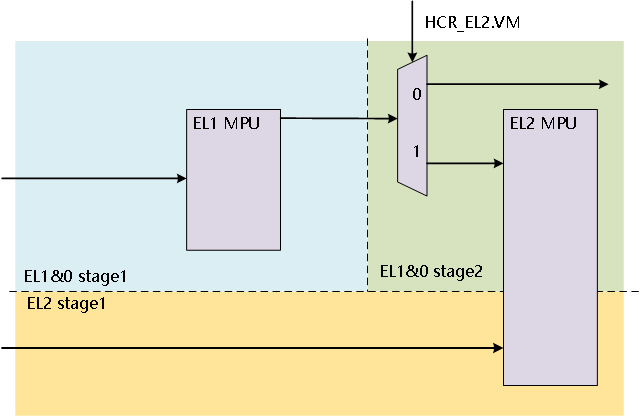 HCR_EL2.VM
0
EL1 MPU
EL2 MPU
1
EL1&0 stage1
EL1&0 stage2
EL2 stage1